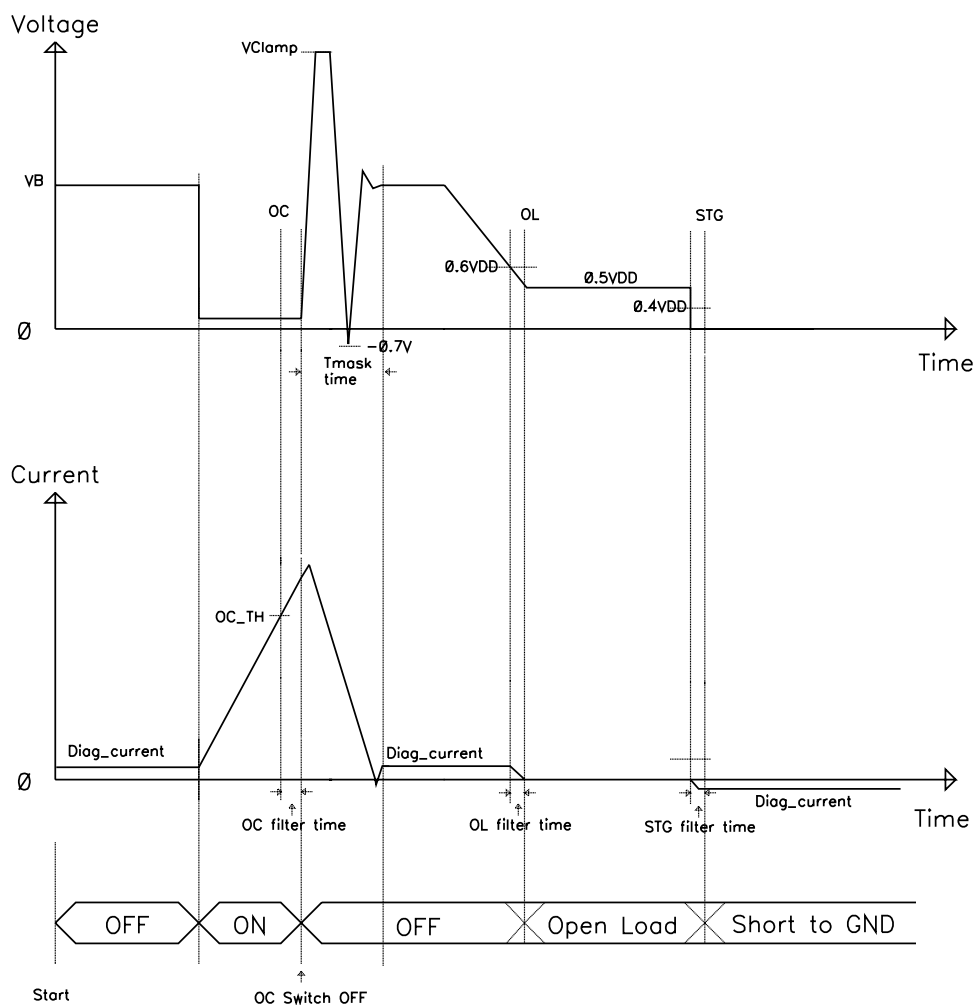 Voltage
VClamp
VB
OC
OL
STG
0.6VDD
0.5VDD
0.4VDD
Ø
-0.7V
Tmask
time
Time
Current
OC_TH
Diag_current
Diag_current
Ø
Diag_current
Time
OC filter time
OL filter time
STG filter time
OFF
ON
OFF
Open Load
Short to GND
Start
OC Switch OFF